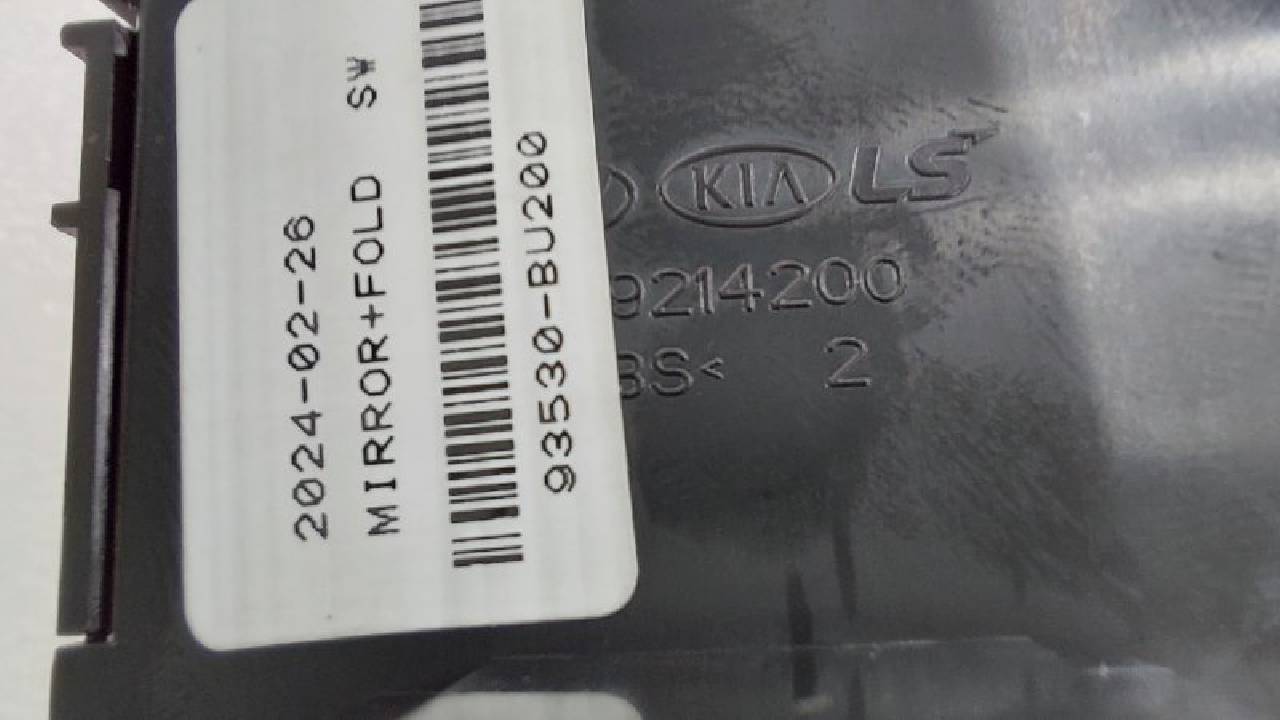 2024-02-26
MIRROR+FOLD SW
93530-BU200
KIA LS
9214200
BS< 2